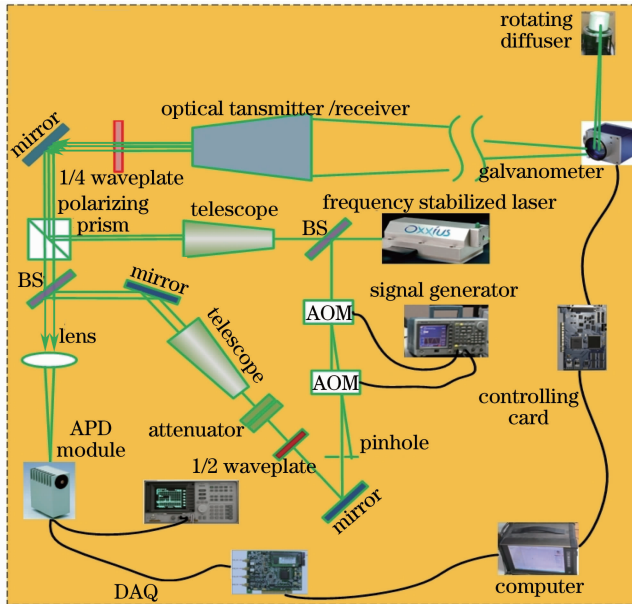 rotating
diffuser
mirror
optical tansmitter /receiver
1/4 waveplate
galvanometer
polarizing
prism
telescope
BS
frequency stabilized laser
Oxxius
BS
mirror
signal generator
AOM
lens
telescope
AOM
controlling
card
APD
module
attenuator
pinhole
1/2 waveplate
mirror
DAQ
computer